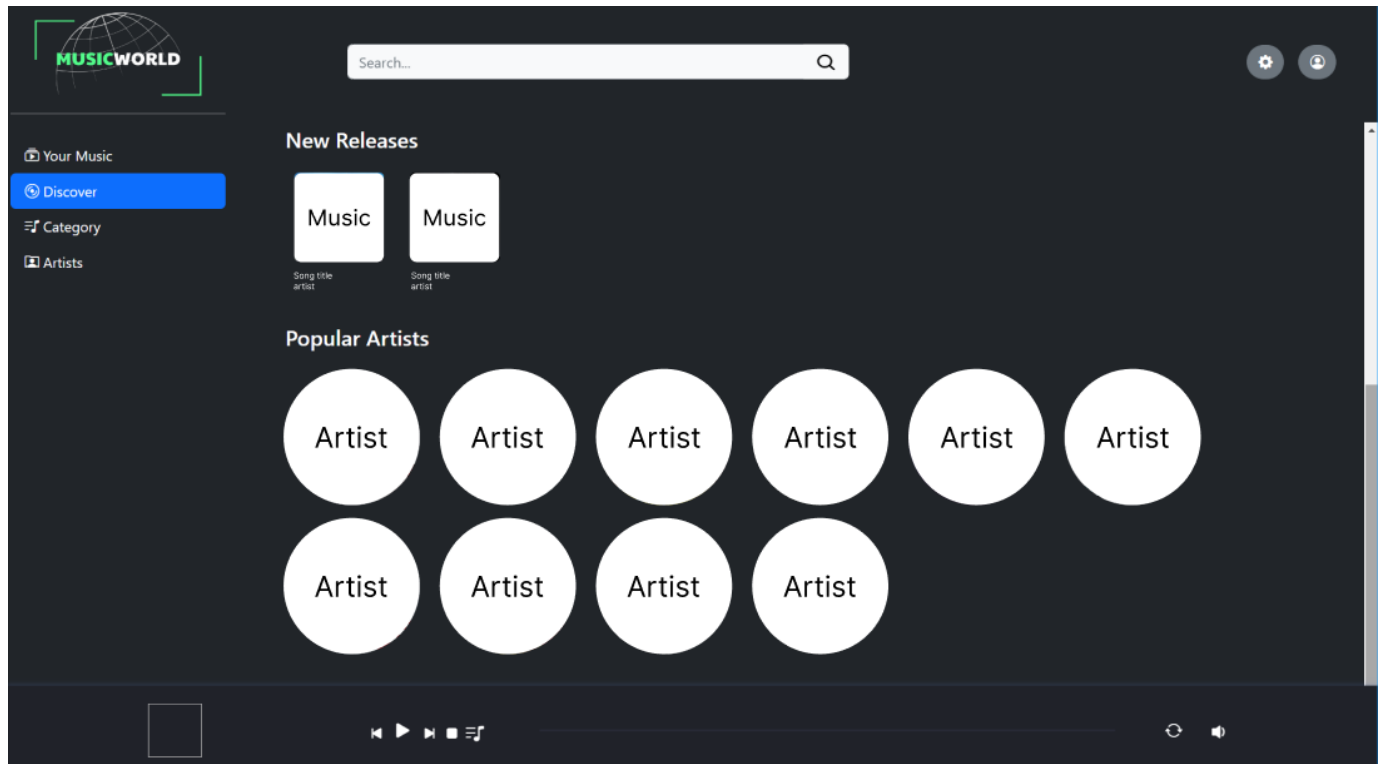 MUSICWORLD
Search...
Your Music
Discover
Category
Artists
New Releases
Music Music
Song title Song title
artist artist
Popular Artists
Artist Artist Artist Artist Artist Artist
Artist Artist Artist Artist